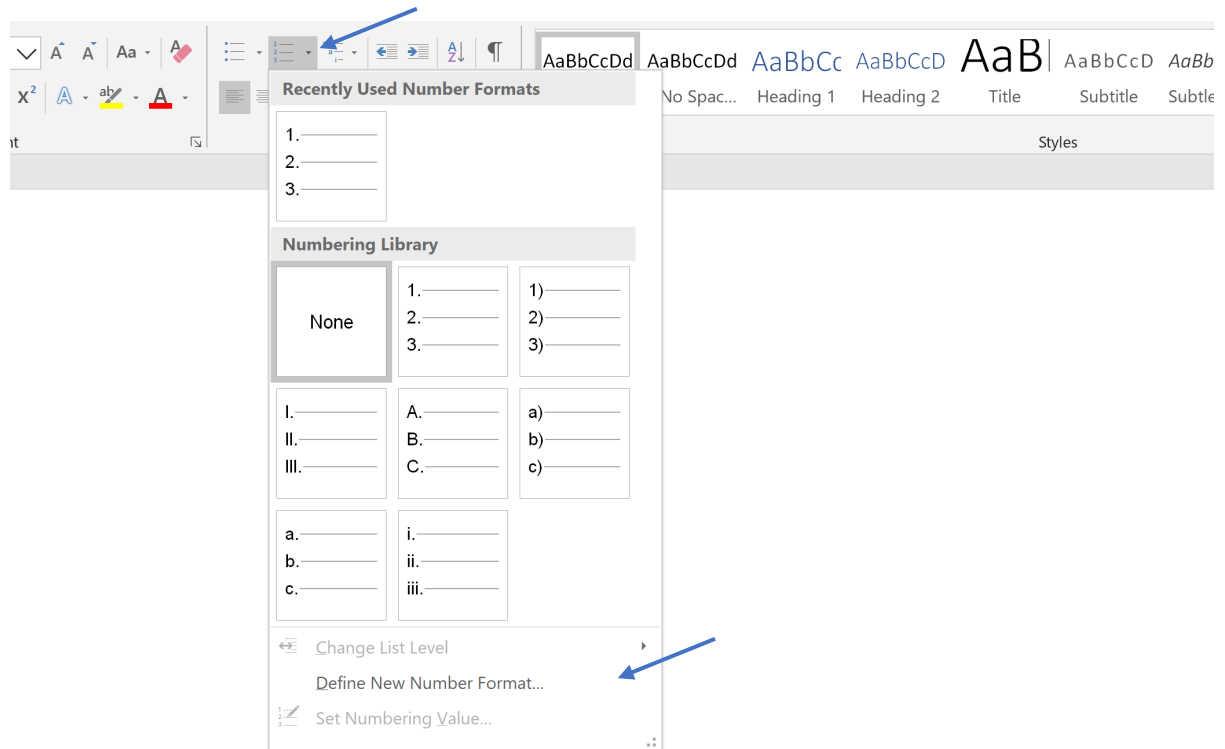 Aa
AaBbCcDd AaBbCcDd AaBbCc AaBbCcD AaB AaBbCcD AaBb
x² A ab A
No Spac... Heading 1 Heading 2 Title Subtitle Subtle
nt
Styles
Recently Used Number Formats
1.
2.
3.
Numbering Library
None
1.
2.
3.
1)
2)
3)
I.
II.
III.
A.
B.
C.
a)
b)
c)
a.
b.
c.
i.
ii.
iii.
Change List Level
Define New Number Format...
Set Numbering Value...